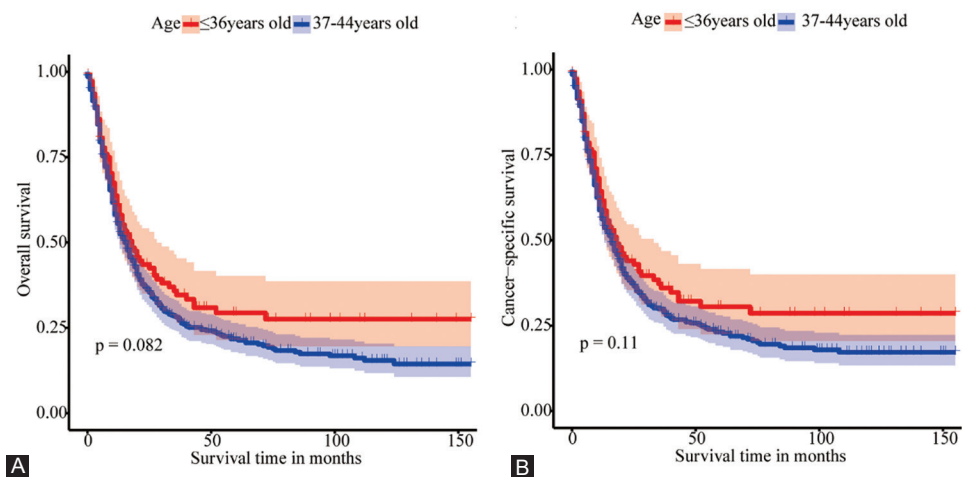 Age ≤36years old 37-44years old
Overall survival
1.00
0.75
0.50
0.25
0.00
p = 0.082
0 50 100 150
Survival time in months
A
Age ≤36years old 37-44years old
Cancer-specific survival
1.00
0.75
0.50
0.25
0.00
p = 0.11
0 50 100 150
Survival time in months
B